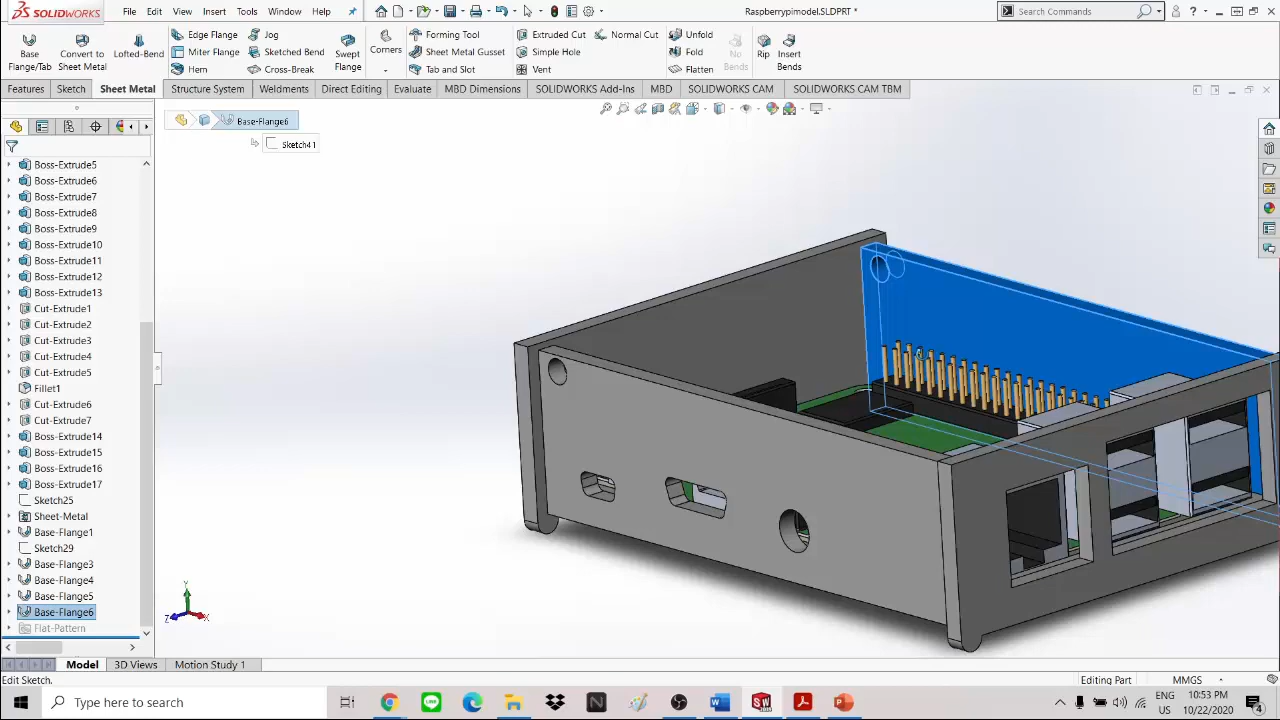 SOLIDWORKS
File Edit View Insert Tools Window Help
Raspberrypimodel.SLDPRT *
Search Commands
Base Flange/Tab
Convert to Sheet Metal
Lofted-Bend
Edge Flange
Miter Flange
Hem
Jog
Sketched Bend
Cross-Break
Swept Flange
Corners
Forming Tool
Sheet Metal Gusset
Tab and Slot
Extruded Cut
Simple Hole
Vent
Normal Cut
Unfold
Fold
Flatten
No Bends
Rip
Insert Bends
Features Sketch Sheet Metal Structure System Weldments Direct Editing Evaluate MBD Dimensions SOLIDWORKS Add-Ins MBD SOLIDWORKS CAM SOLIDWORKS CAM TBM
Base-Flange6
Sketch41
Boss-Extrude5
Boss-Extrude6
Boss-Extrude7
Boss-Extrude8
Boss-Extrude9
Boss-Extrude10
Boss-Extrude11
Boss-Extrude12
Boss-Extrude13
Cut-Extrude1
Cut-Extrude2
Cut-Extrude3
Cut-Extrude4
Cut-Extrude5
Fillet1
Cut-Extrude6
Cut-Extrude7
Boss-Extrude14
Boss-Extrude15
Boss-Extrude16
Boss-Extrude17
Sketch25
Sheet-Metal
Base-Flange1
Sketch29
Base-Flange3
Base-Flange4
Base-Flange5
Base-Flange6
Flat-Pattern
Y
Z X
Model 3D Views Motion Study 1
Edit Sketch. Editing Part MMGS
Type here to search
ENG 10:53 PM
US 10/22/2020